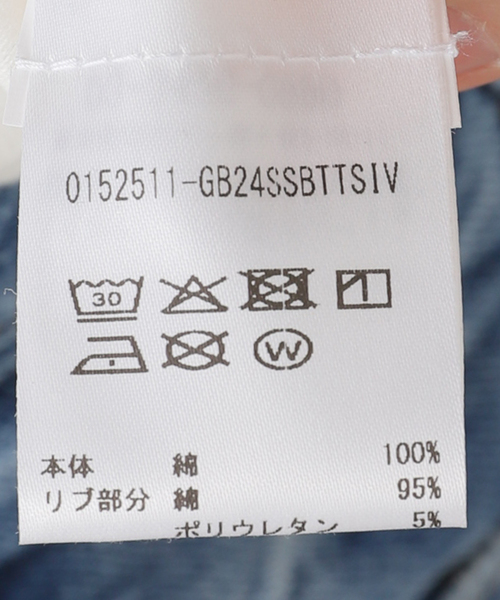 0152511-GB24SSBTTSIV
30
W
本体 綿 100%
リブ部分 綿 95%
ポリウレタン 5%